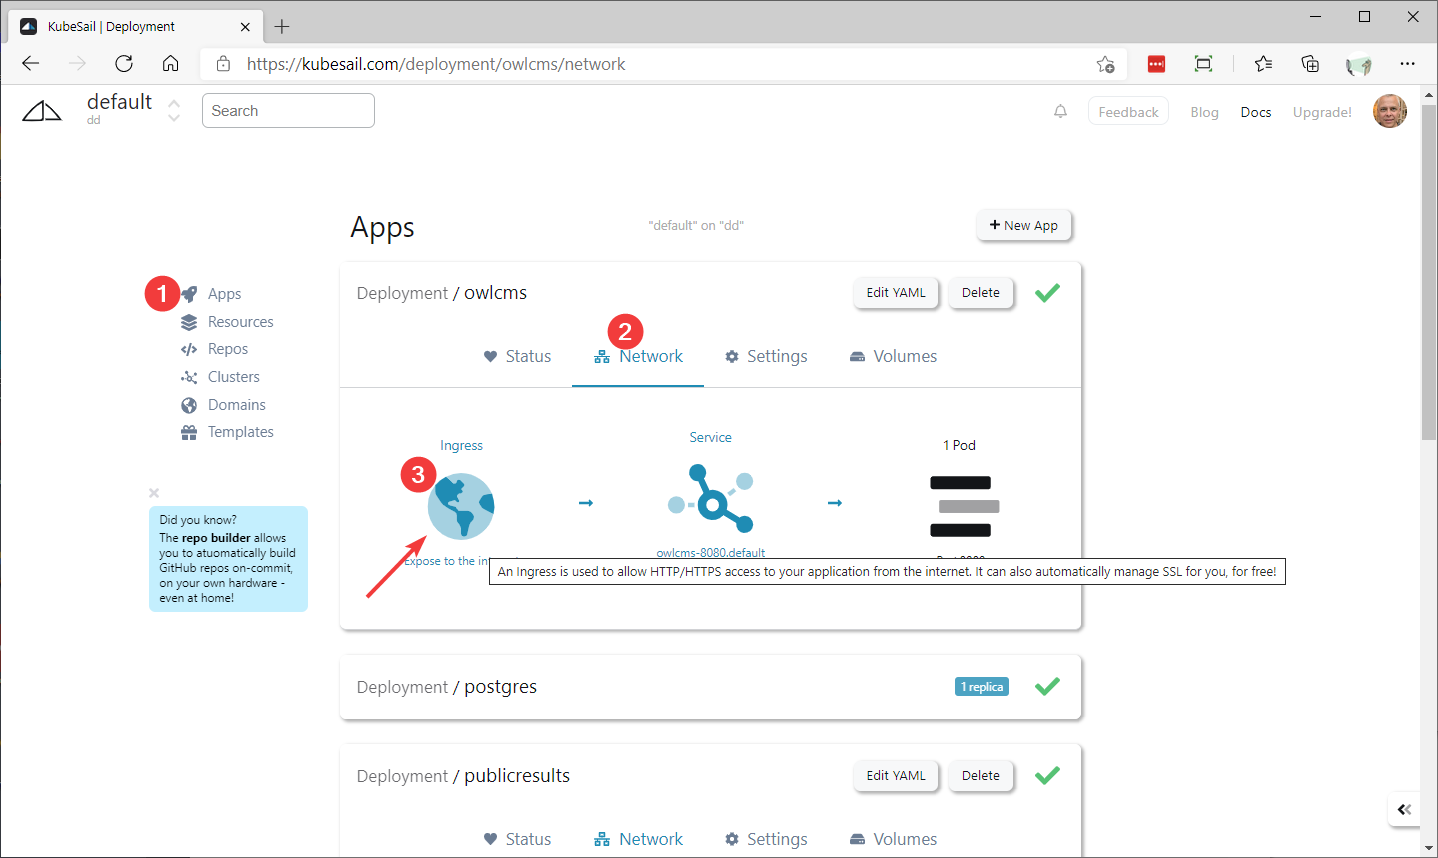 KubeSail | Deployment
https://kubesail.com/deployment/owlcms/network
default
dd
Search
Feedback
Blog
Docs
Upgrade!
Apps
"default" on "dd"
+ New App
1
Apps
Resources
Repos
Clusters
Domains
Templates
Did you know?
The repo builder allows
you to atuomatically build
GitHub repos on-commit,
on your own hardware -
even at home!
Deployment / owlcms
Edit YAML
Delete
2
Status
Network
Settings
Volumes
Ingress
Service
1 Pod
3
Expose to the
owlcms-8080.default
An Ingress is used to allow HTTP/HTTPS access to your application from the internet. It can also automatically manage SSL for you, for free!
Deployment / postgres
1 replica
Deployment / publicresults
Edit YAML
Delete
Status
Network
Settings
Volumes